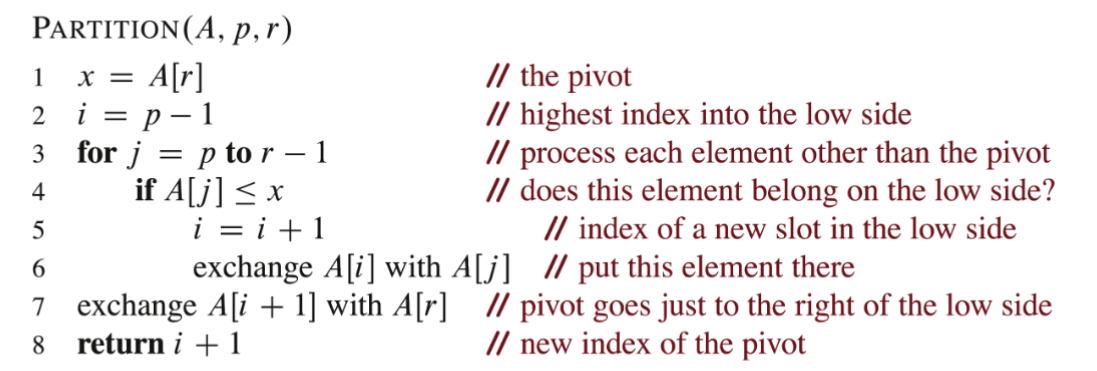 PARTITION(A, p, r)
1 x = A[r] // the pivot
2 i = p − 1 // highest index into the low side
3 for j = p to r − 1 // process each element other than the pivot
4 if A[j] ≤ x // does this element belong on the low side?
5 i = i + 1 // index of a new slot in the low side
6 exchange A[i] with A[j] // put this element there
7 exchange A[i + 1] with A[r] // pivot goes just to the right of the low side
8 return i + 1 // new index of the pivot